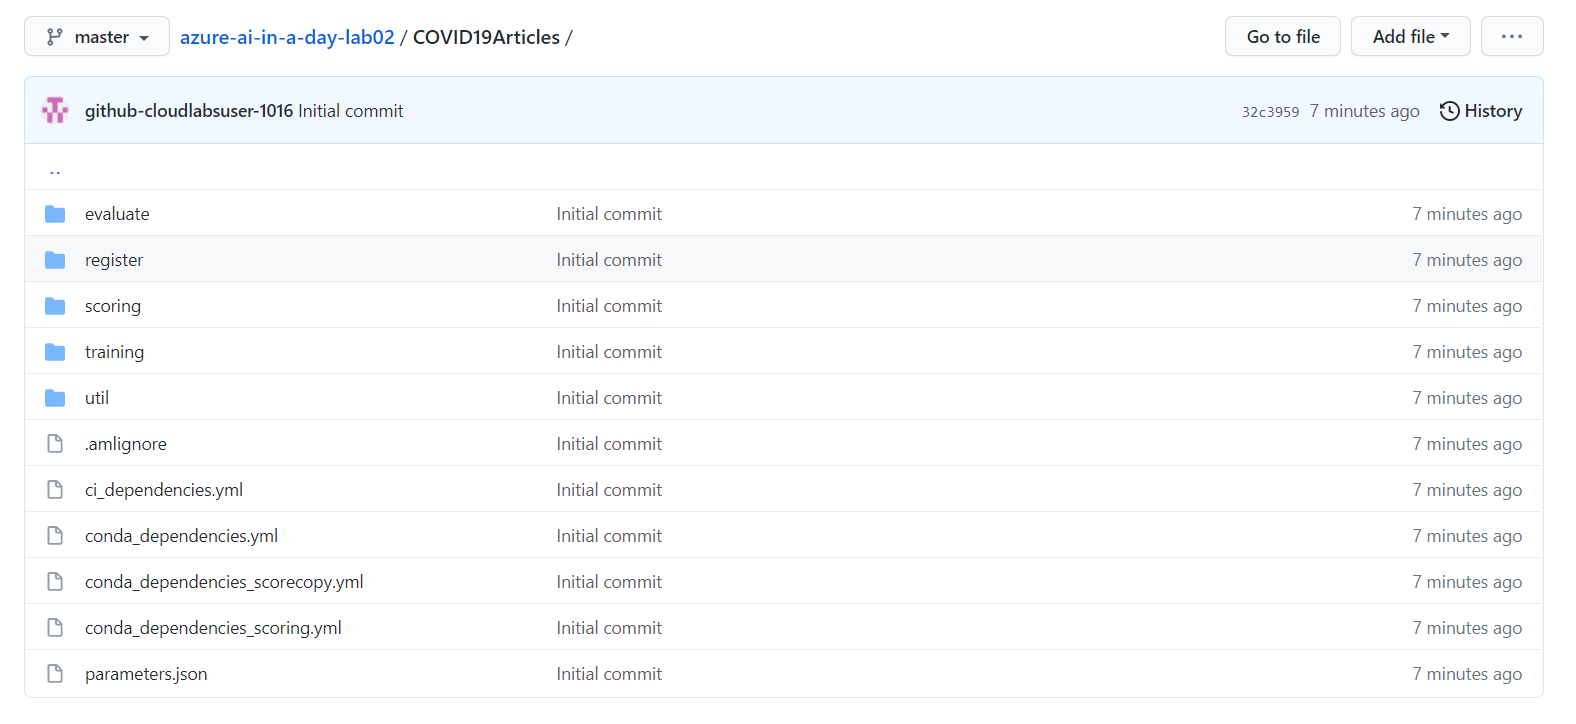 master azure-ai-in-a-day-lab02 / COVID19Articles / Go to file Add file ...
github-cloudlabsuser-1016 Initial commit 32c3959 7 minutes ago History
..
evaluate Initial commit 7 minutes ago
register Initial commit 7 minutes ago
scoring Initial commit 7 minutes ago
training Initial commit 7 minutes ago
util Initial commit 7 minutes ago
.amlignore Initial commit 7 minutes ago
ci_dependencies.yml Initial commit 7 minutes ago
conda_dependencies.yml Initial commit 7 minutes ago
conda_dependencies_scorecopy.yml Initial commit 7 minutes ago
conda_dependencies_scoring.yml Initial commit 7 minutes ago
parameters.json Initial commit 7 minutes ago